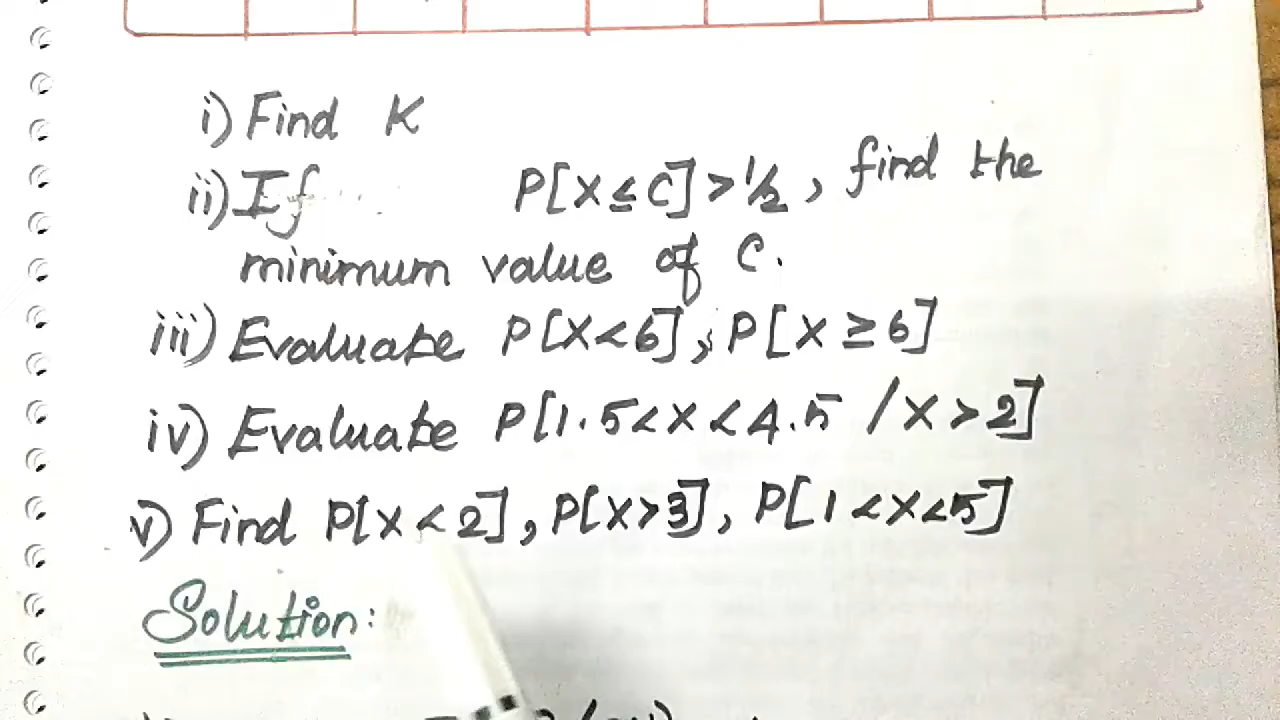 i) Find K
ii) If P[X ≤ C] > 1/2, find the
minimum value of C.
iii) Evaluate P[X < 6], P[X ≥ 6]
iv) Evaluate P[1.5 < X < 4.5 / X > 2]
v) Find P[X < 2], P[X > 3], P[1 < X < 5]
Solution: